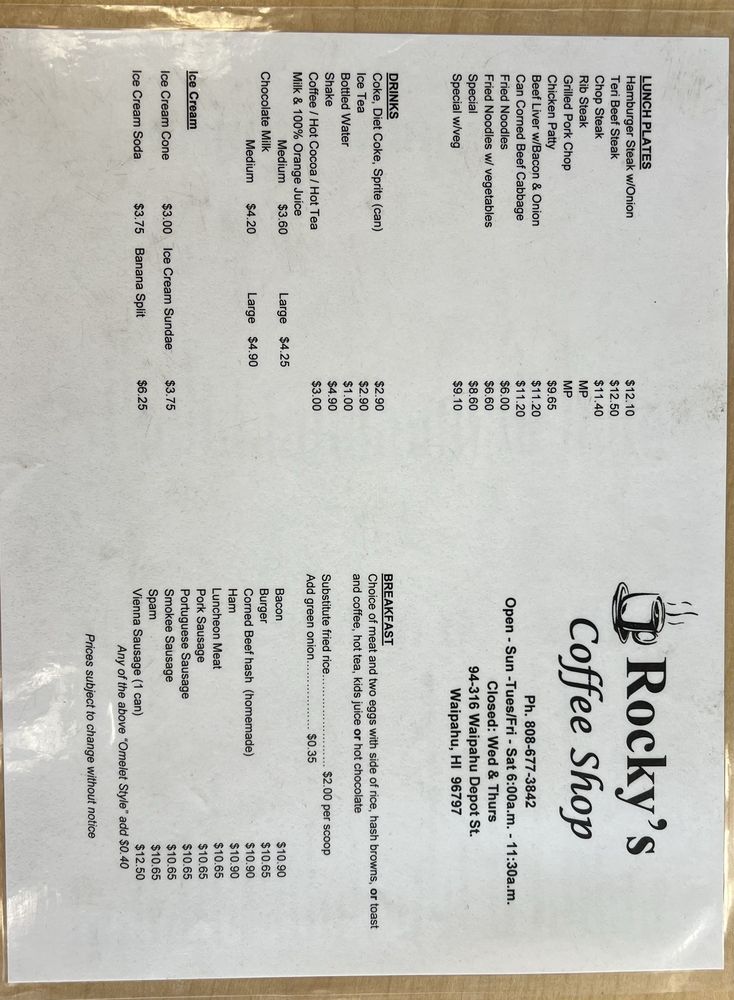 LUNCH PLATES
Hamburger Steak w/Onion $12.10
Teri Beef Steak $12.50
Chop Steak $11.40
Rib Steak MP
Grilled Pork Chop MP
Chicken Patty $9.65
Beef Liver w/Bacon & Onion $11.20
Can Corned Beef Cabbage $11.20
Fried Noodles $6.00
Fried Noodles w/ vegetables $6.60
Special $8.60
Special w/veg $9.10
DRINKS
Coke, Diet Coke, Sprite (can) $2.90
Ice Tea $2.90
Bottled Water $1.00
Shake $4.90
Coffee / Hot Cocoa / Hot Tea $3.00
Milk & 100% Orange Juice
Medium $3.60 Large $4.25
Chocolate Milk
Medium $4.20 Large $4.90
Ice Cream
Ice Cream Cone $3.00 Ice Cream Sundae $3.75
Ice Cream Soda $3.75 Banana Split $6.25
Rocky's
Coffee Shop
Ph. 808-677-3842
Open - Sun -Tues/Fri - Sat 6:00a.m. - 11:30a.m.
Closed: Wed & Thurs
94-316 Waipahu Depot St.
Waipahu, HI 96797
BREAKFAST
Choice of meat and two eggs with side of rice, hash browns, or toast
and coffee, hot tea, kids juice or hot chocolate
Substitute fried rice........................... $2.00 per scoop
Add green onion.................... $0.35
Bacon $10.90
Burger $10.65
Corned Beef hash (homemade) $10.90
Ham $10.90
Luncheon Meat $10.65
Pork Sausage $10.65
Portuguese Sausage $10.65
Smokee Sausage $10.65
Spam $10.65
Vienna Sausage (1 can) $12.50
Any of the above "Omelet Style" add $0.40
Prices subject to change without notice